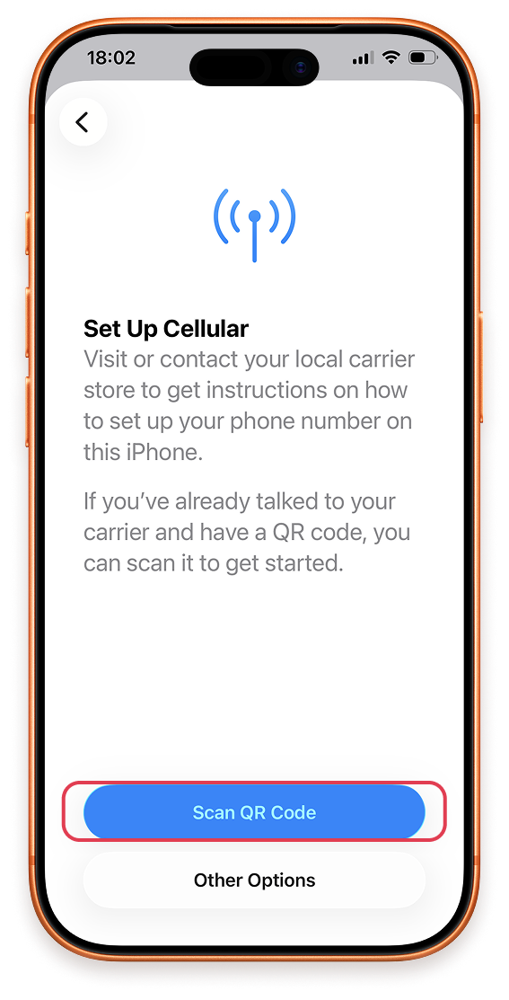 18:02
Set Up Cellular
Visit or contact your local carrier
store to get instructions on how
to set up your phone number on
this iPhone.
If you’ve already talked to your
carrier and have a QR code, you
can scan it to get started.
Scan QR Code
Other Options